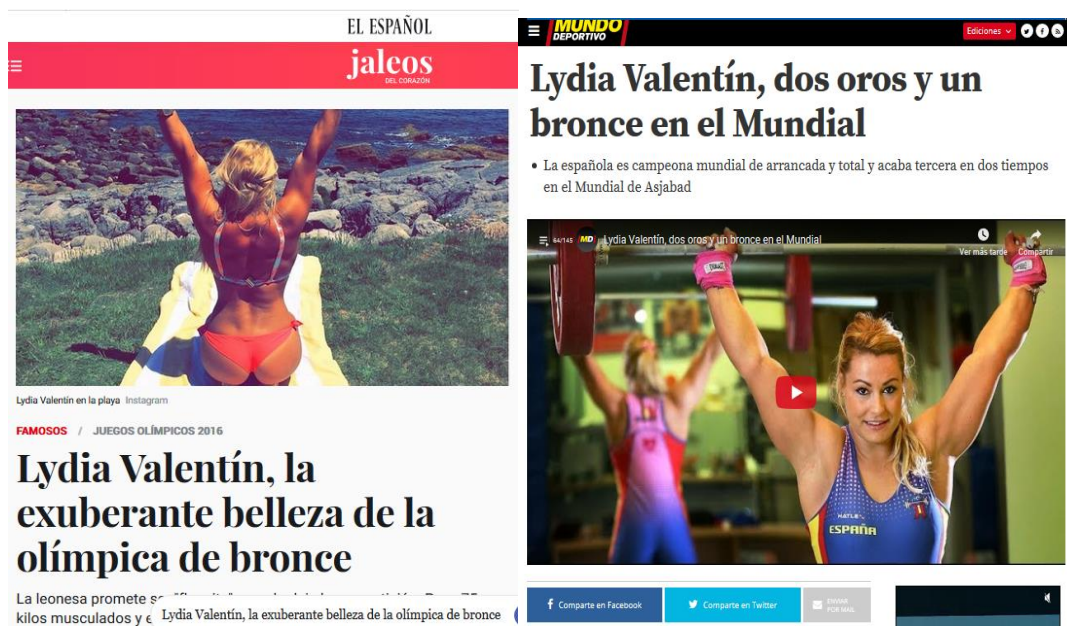 EL ESPAÑOL
jaleos
DEL CORAZÓN
Lydia Valentín en la playa Instagram
FAMOSOS / JUEGOS OLÍMPICOS 2016
Lydia Valentín, la
exuberante belleza de la
olímpica de bronce
La leonesa promete
kilos musculados y e
Lydia Valentín, la exuberante belleza de la olímpica de bronce
MUNDO
DEPORTIVO
Ediciones
Lydia Valentín, dos oros y un
bronce en el Mundial
• La española es campeona mundial de arrancada y total y acaba tercera en dos tiempos
en el Mundial de Asjabad
64/145 MD Lydia Valentín, dos oros y un bronce en el Mundial
Ver más tarde Compartir
ESPAÑA
Comparte en Facebook
Comparte en Twitter
ENVIAR
POR MAIL